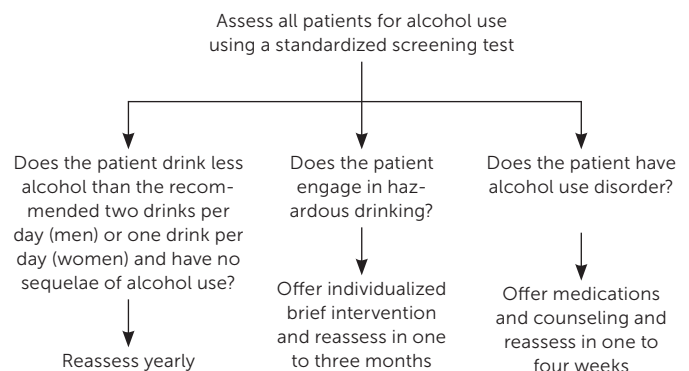 Assess all patients for alcohol use
using a standardized screening test
Does the patient drink less
alcohol than the recom-
mended two drinks per
day (men) or one drink per
day (women) and have no
sequelae of alcohol use?
Reassess yearly
Does the patient
engage in haz-
ardous drinking?
Offer individualized
brief intervention
and reassess in one
to three months
Does the patient have
alcohol use disorder?
Offer medications
and counseling and
reassess in one to
four weeks